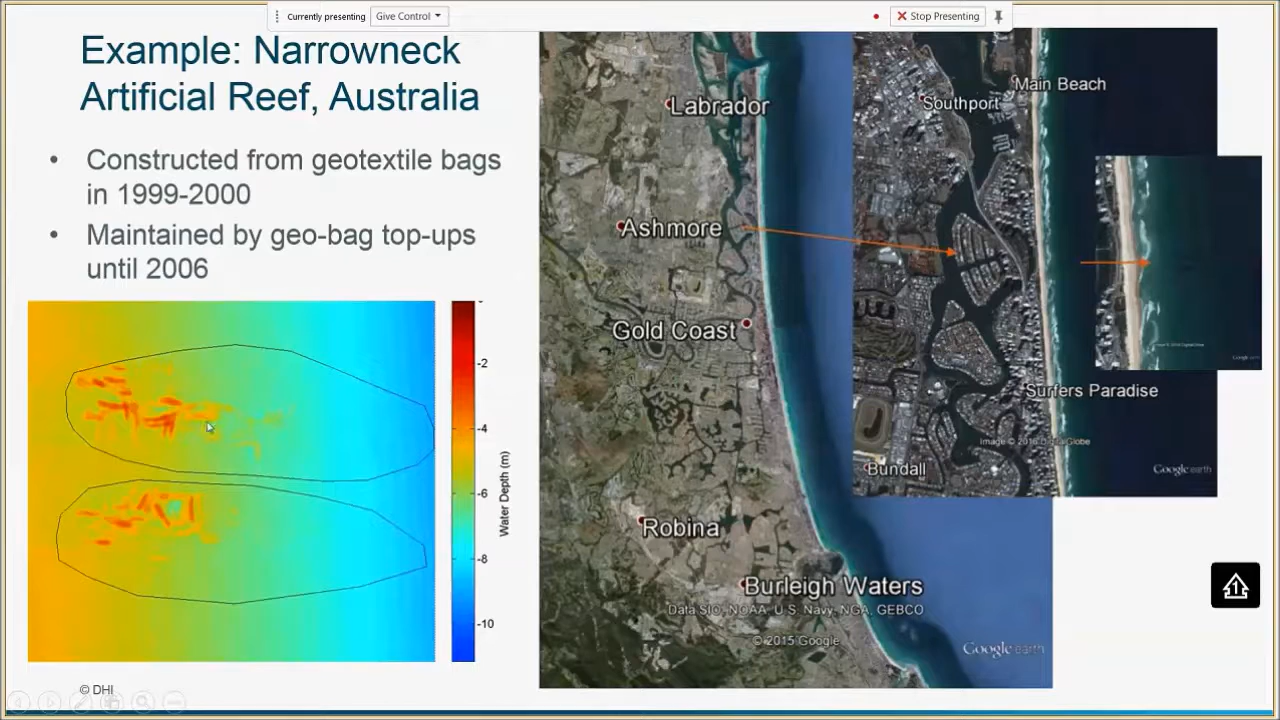 Currently presenting
Give Control
Stop Presenting
Example: Narrowneck
Artificial Reef, Australia
• Constructed from geotextile bags
in 1999-2000
• Maintained by geo-bag top-ups
until 2006
-2
-4
-6
-8
-10
Water Depth (m)
© DHI
Labrador
Ashmore
Gold Coast
Robina
Burleigh Waters
Data SIO, NOAA, U.S. Navy, NGA, GEBCO
© 2015 Google
Google earth
Main Beach
Southport
Surfers Paradise
Image © 2016 DigitalGlobe
Bundall
Google earth
Google earth
1